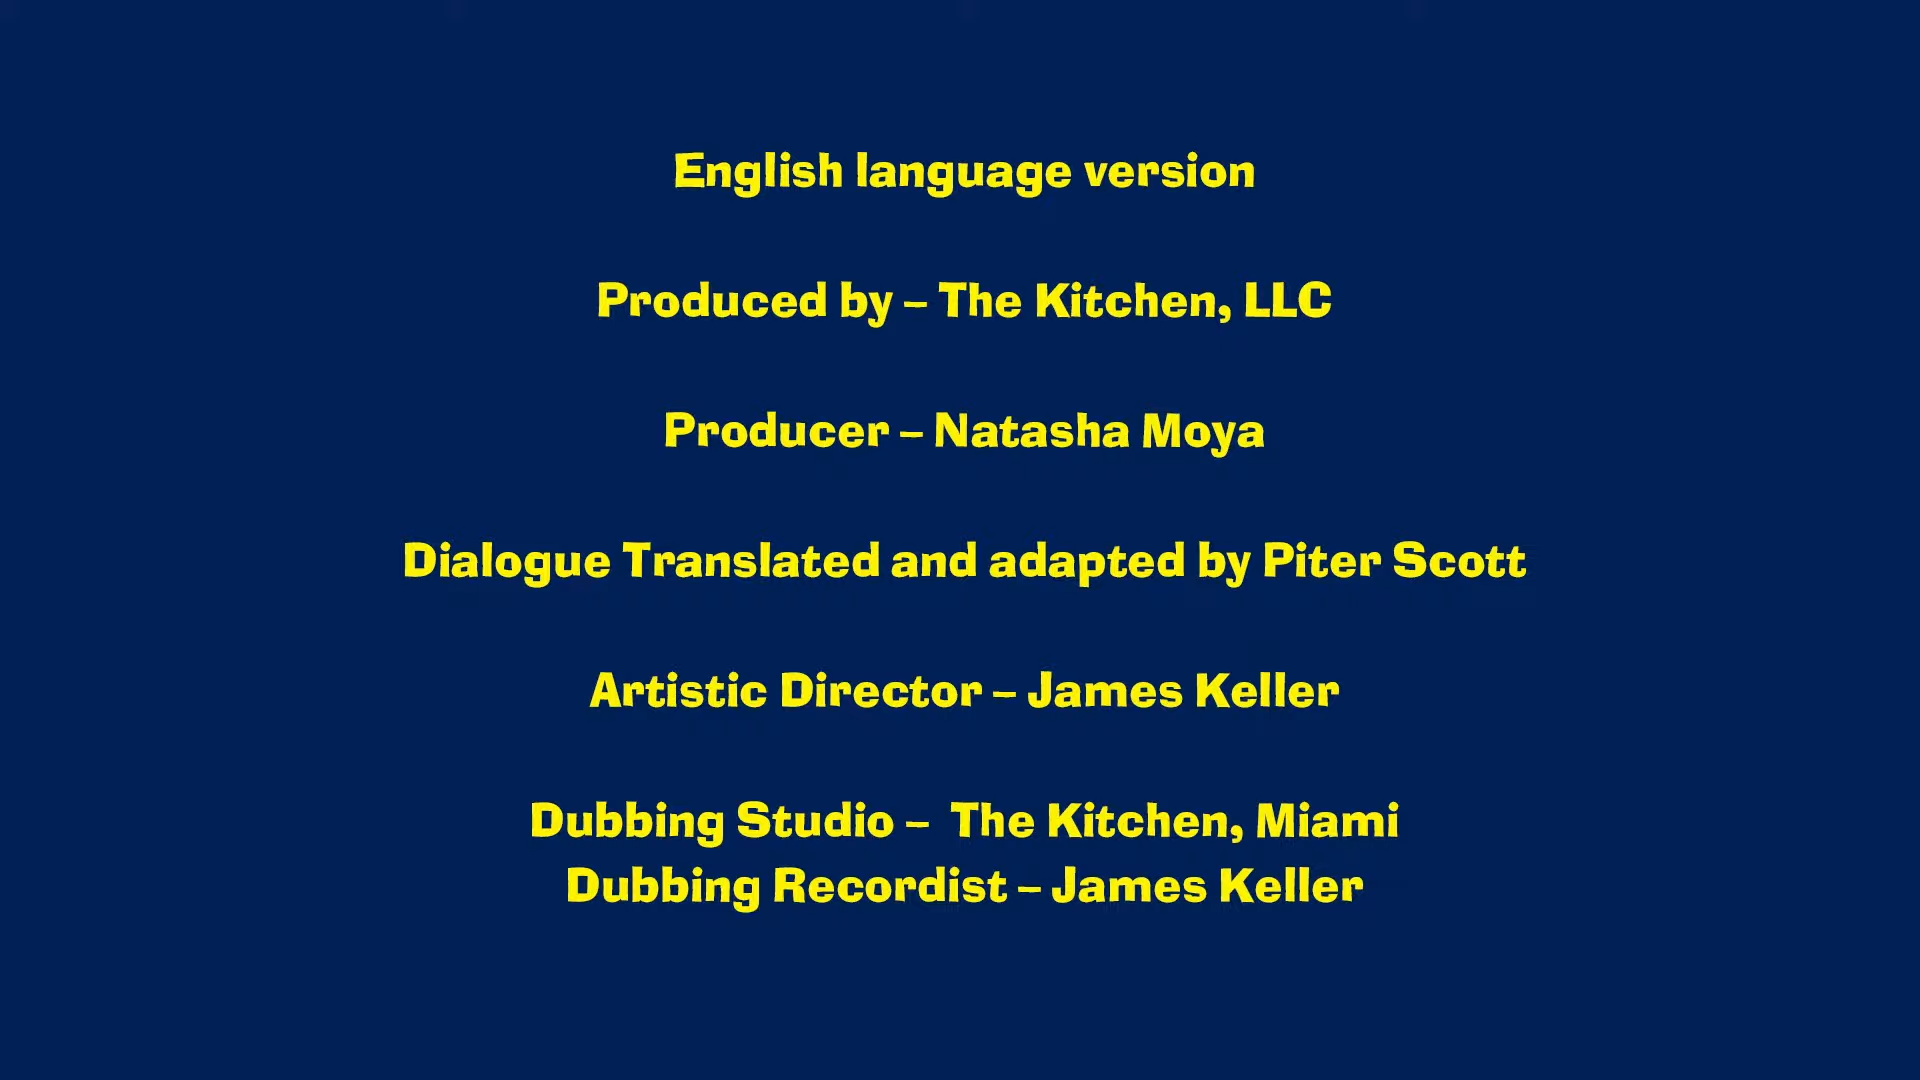 English language version
Produced by – The Kitchen, LLC
Producer – Natasha Moya
Dialogue Translated and adapted by Piter Scott
Artistic Director – James Keller
Dubbing Studio –  The Kitchen, Miami
Dubbing Recordist – James Keller